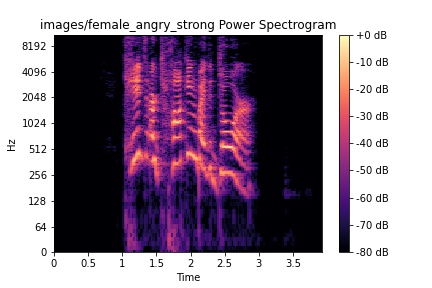 images/female_angry_strong Power Spectrogram
8192
4096
2048
1024
512
256
128
64
0
Hz
0 0.5 1 1.5 2 2.5 3 3.5
Time
+0 dB
-10 dB
-20 dB
-30 dB
-40 dB
-50 dB
-60 dB
-70 dB
-80 dB